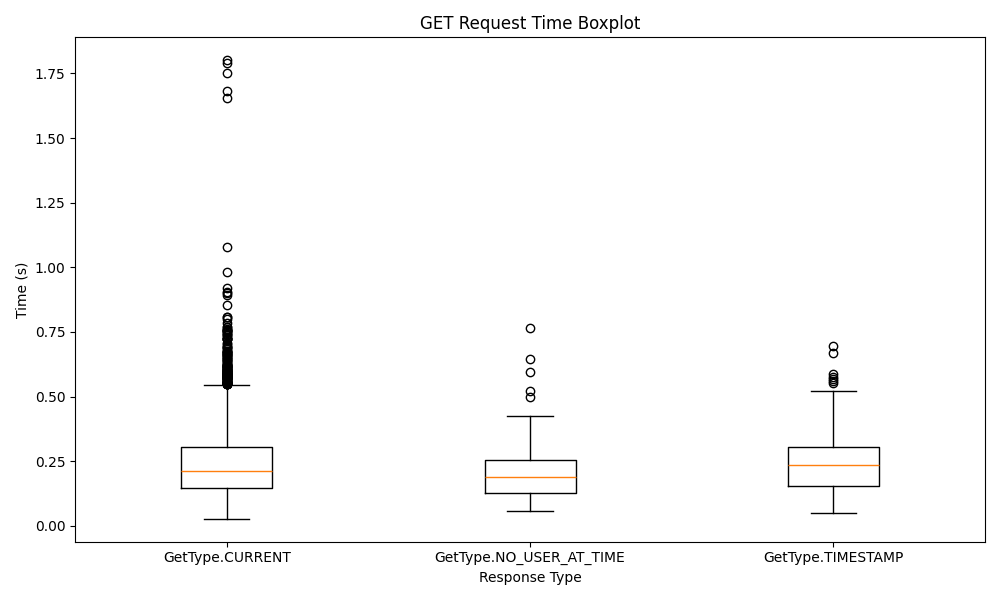 GET Request Time Boxplot
1.75
1.50
1.25
1.00
0.75
0.50
0.25
0.00
Time (s)
GetType.CURRENT
GetType.NO_USER_AT_TIME
GetType.TIMESTAMP
Response Type